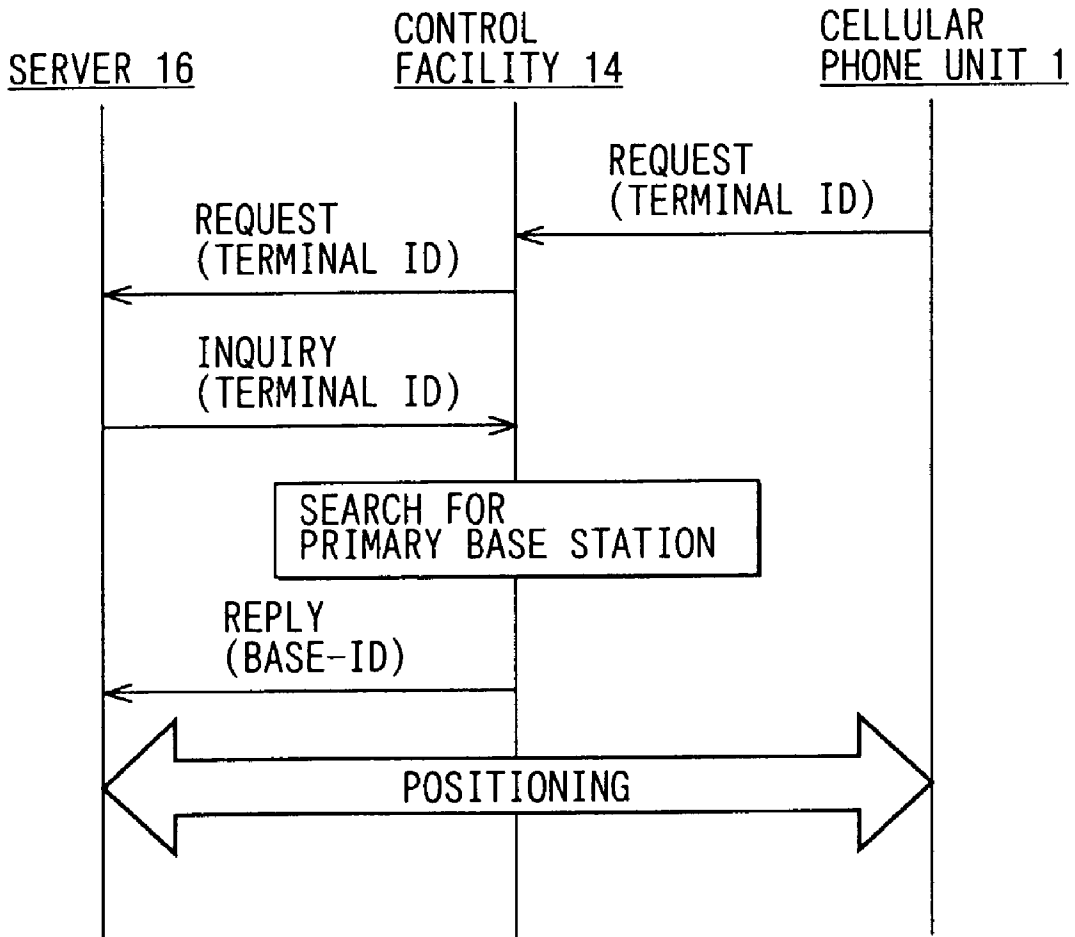 SERVER 16
CONTROL
FACILITY 14
CELLULAR
PHONE UNIT 1
REQUEST
(TERMINAL ID)
REQUEST
(TERMINAL ID)
INQUIRY
(TERMINAL ID)
SEARCH FOR
PRIMARY BASE STATION
REPLY
(BASE-ID)
POSITIONING